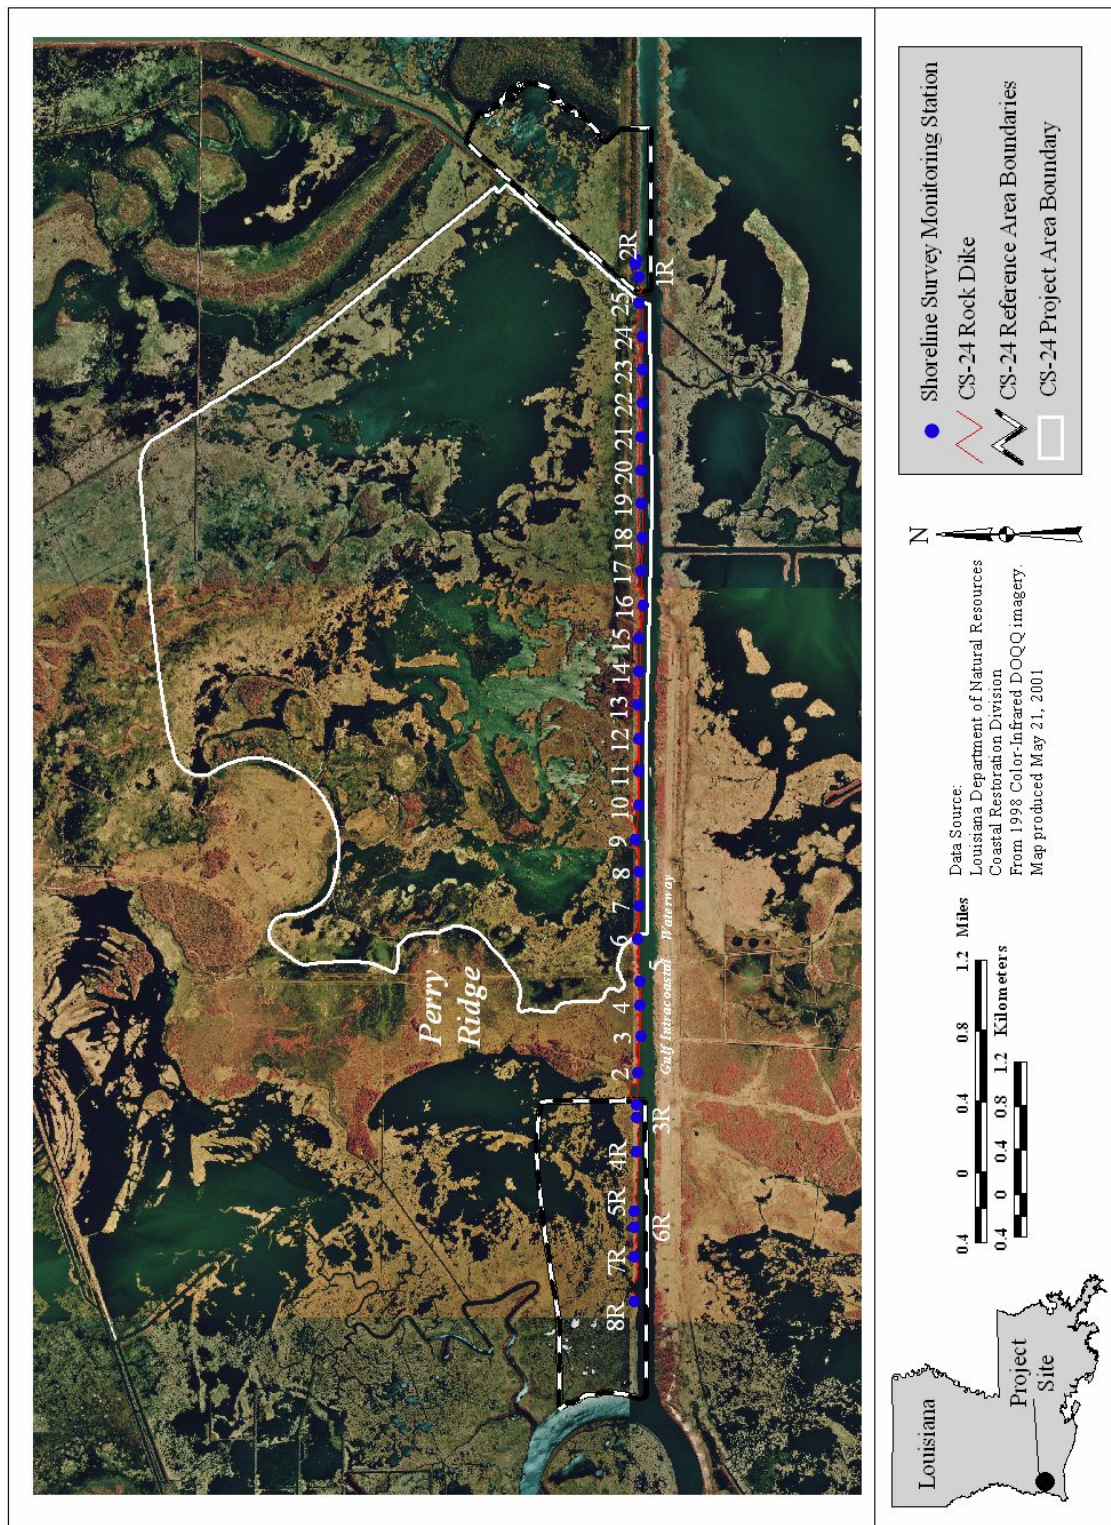 Perry
Ridge
8R
7R
5R
4R
2
3
4
6
7
8
9
10
11
12
13
14
15
16
17
18
19
20
21
22
23
24
25
2R
6R
3R
5
1R
Gulf Intracoastal Waterway
Louisiana
Project
Site
0.4 0 0.4 0.8 1.2 Miles
0.4 0 0.4 0.8 1.2 Kilometers
Data Source:
Louisiana Department of Natural Resources
Coastal Restoration Division
From 1998 Color-Infrared DOQQ imagery.
Map produced May 21, 2001
N
Shoreline Survey Monitoring Station
CS-24 Rock Dike
CS-24 Reference Area Boundaries
CS-24 Project Area Boundary